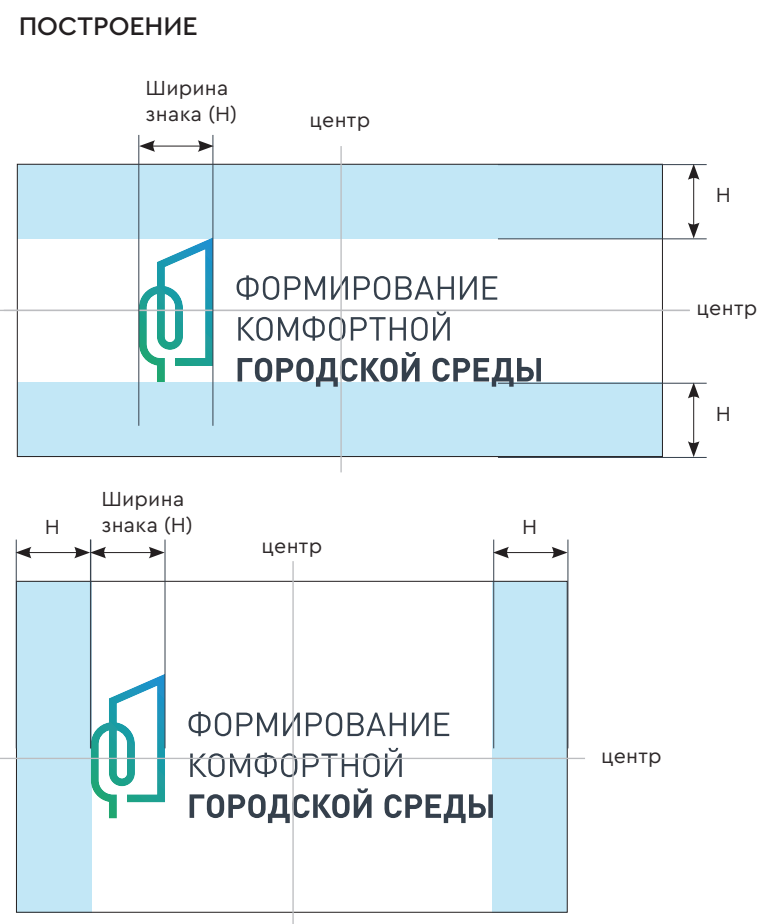 ПОСТРОЕНИЕ
Ширина
знака (H)
центр
H
ФОРМИРОВАНИЕ
центр
КОМФОРТНОЙ
ГОРОДСКОЙ СРЕДЫ
H
Ширина
H
знака (H)
H
центр
ФОРМИРОВАНИЕ
КОМФОРТНОЙ
центр
ГОРОДСКОЙ СРЕДЫ